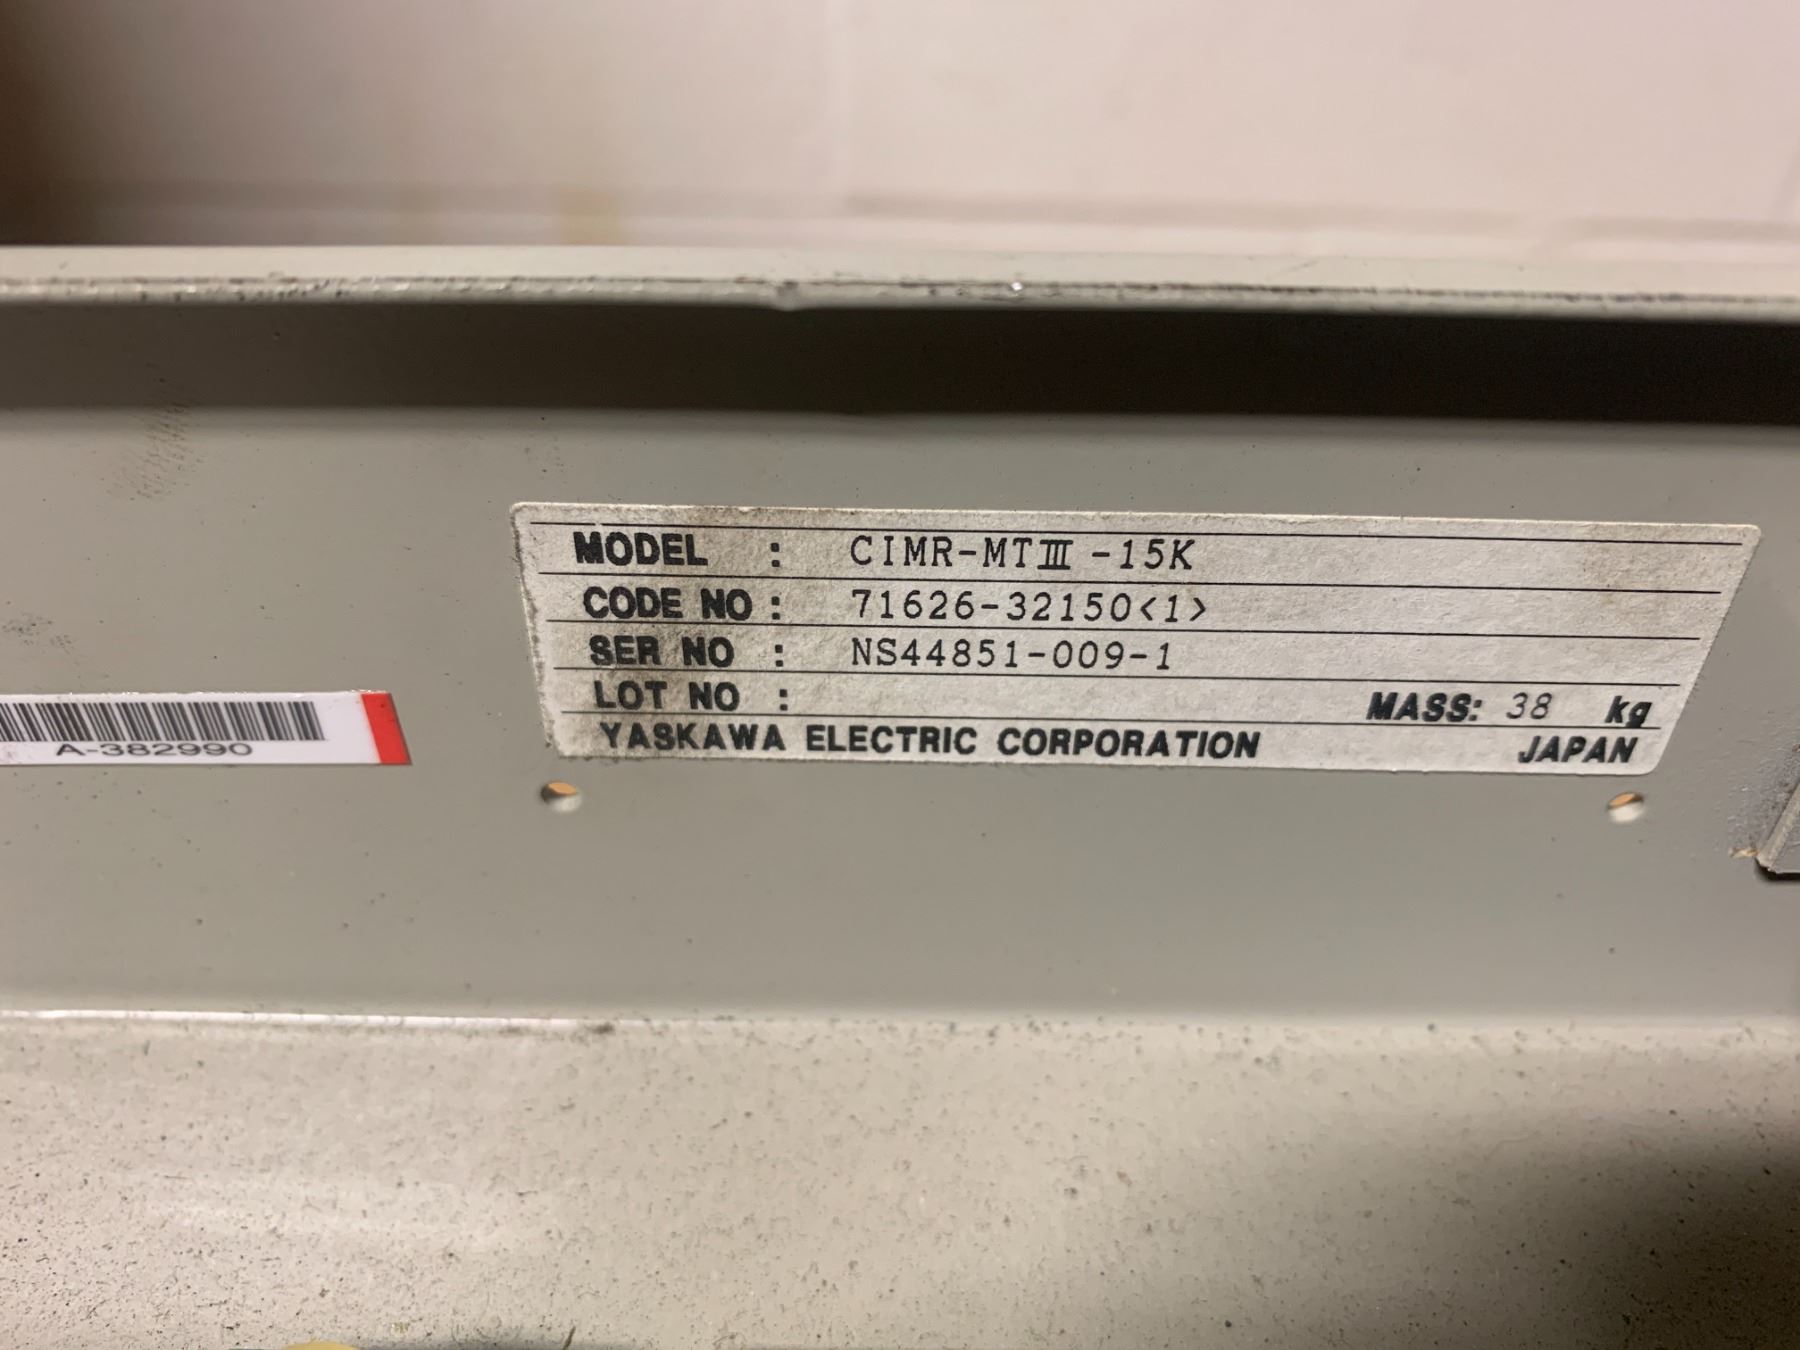 MODEL : CIMR-MTⅢ-15K
CODE NO : 71626-32150<1>
SER NO : NS44851-009-1
LOT NO : MASS: 38 kg
YASKAWA ELECTRIC CORPORATION JAPAN
A-382990